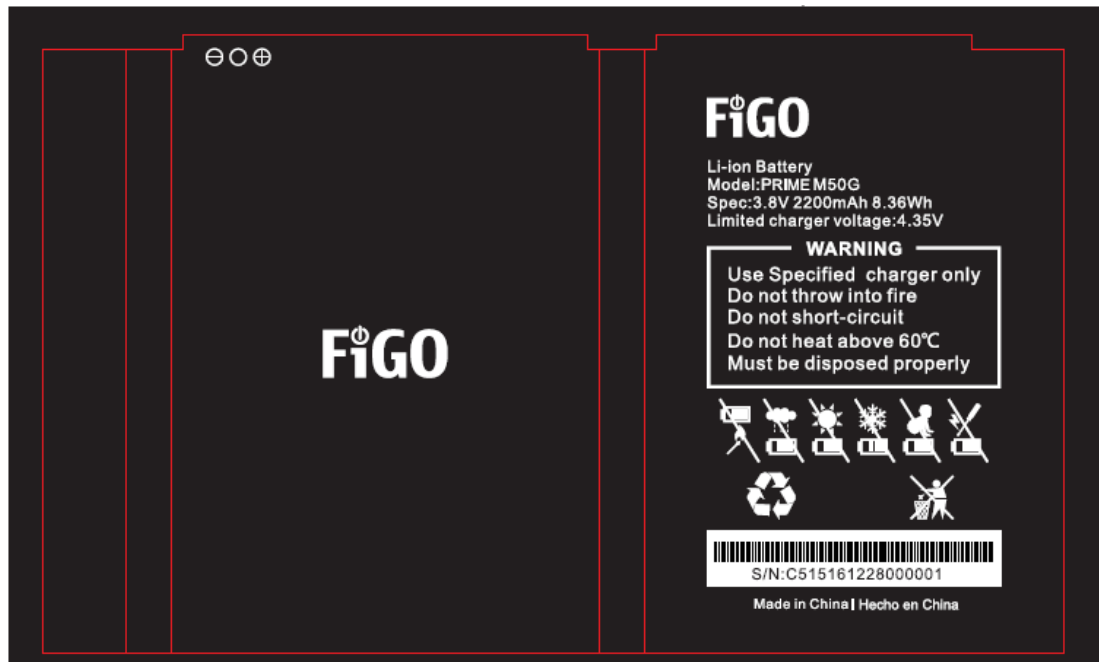 FiGO
FiGO
Li-ion Battery
Model:PRIME M50G
Spec:3.8V 2200mAh 8.36Wh
Limited charger voltage:4.35V
WARNING
Use Specified charger only
Do not throw into fire
Do not short-circuit
Do not heat above 60℃
Must be disposed properly
S/N:C515161228000001
Made in China | Hecho en China